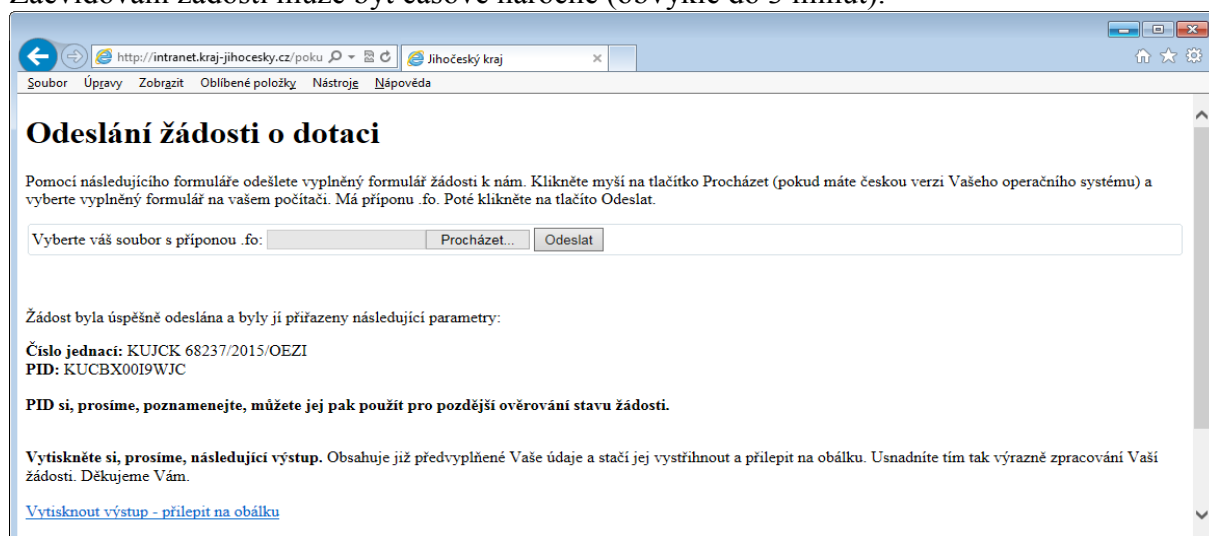 Zaevidování žádosti může být časově náročné (obvykle do 3 minut).
http://intranet.kraj-jihocesky.cz/poku
Jihočeský kraj
Soubor Úpravy Zobrazit Oblíbené položky Nástroje Nápověda
Odeslání žádosti o dotaci
Pomocí následujícího formuláře odešlete vyplněný formulář žádosti k nám. Klikněte myší na tlačítko Procházet (pokud máte českou verzi Vašeho operačního systému) a
vyberte vyplněný formulář na vašem počítači. Má příponu .fo. Poté klikněte na tlačíto Odeslat.
Vyberte váš soubor s příponou .fo: Procházet... Odeslat
Žádost byla úspěšně odeslána a byly jí přiřazeny následující parametry:
Číslo jednací: KUJCK 68237/2015/OEZI
PID: KUCBX00I9WJC
PID si, prosíme, poznamenejte, můžete jej pak použít pro pozdější ověřování stavu žádosti.
Vytiskněte si, prosíme, následující výstup. Obsahuje již předvyplňené Vaše údaje a stačí jej vystřihnout a přilepit na obálku. Usnadníte tím tak výrazně zpracování Vaší
žádosti. Děkujeme Vám.
Vytisknout výstup - přilepit na obálku